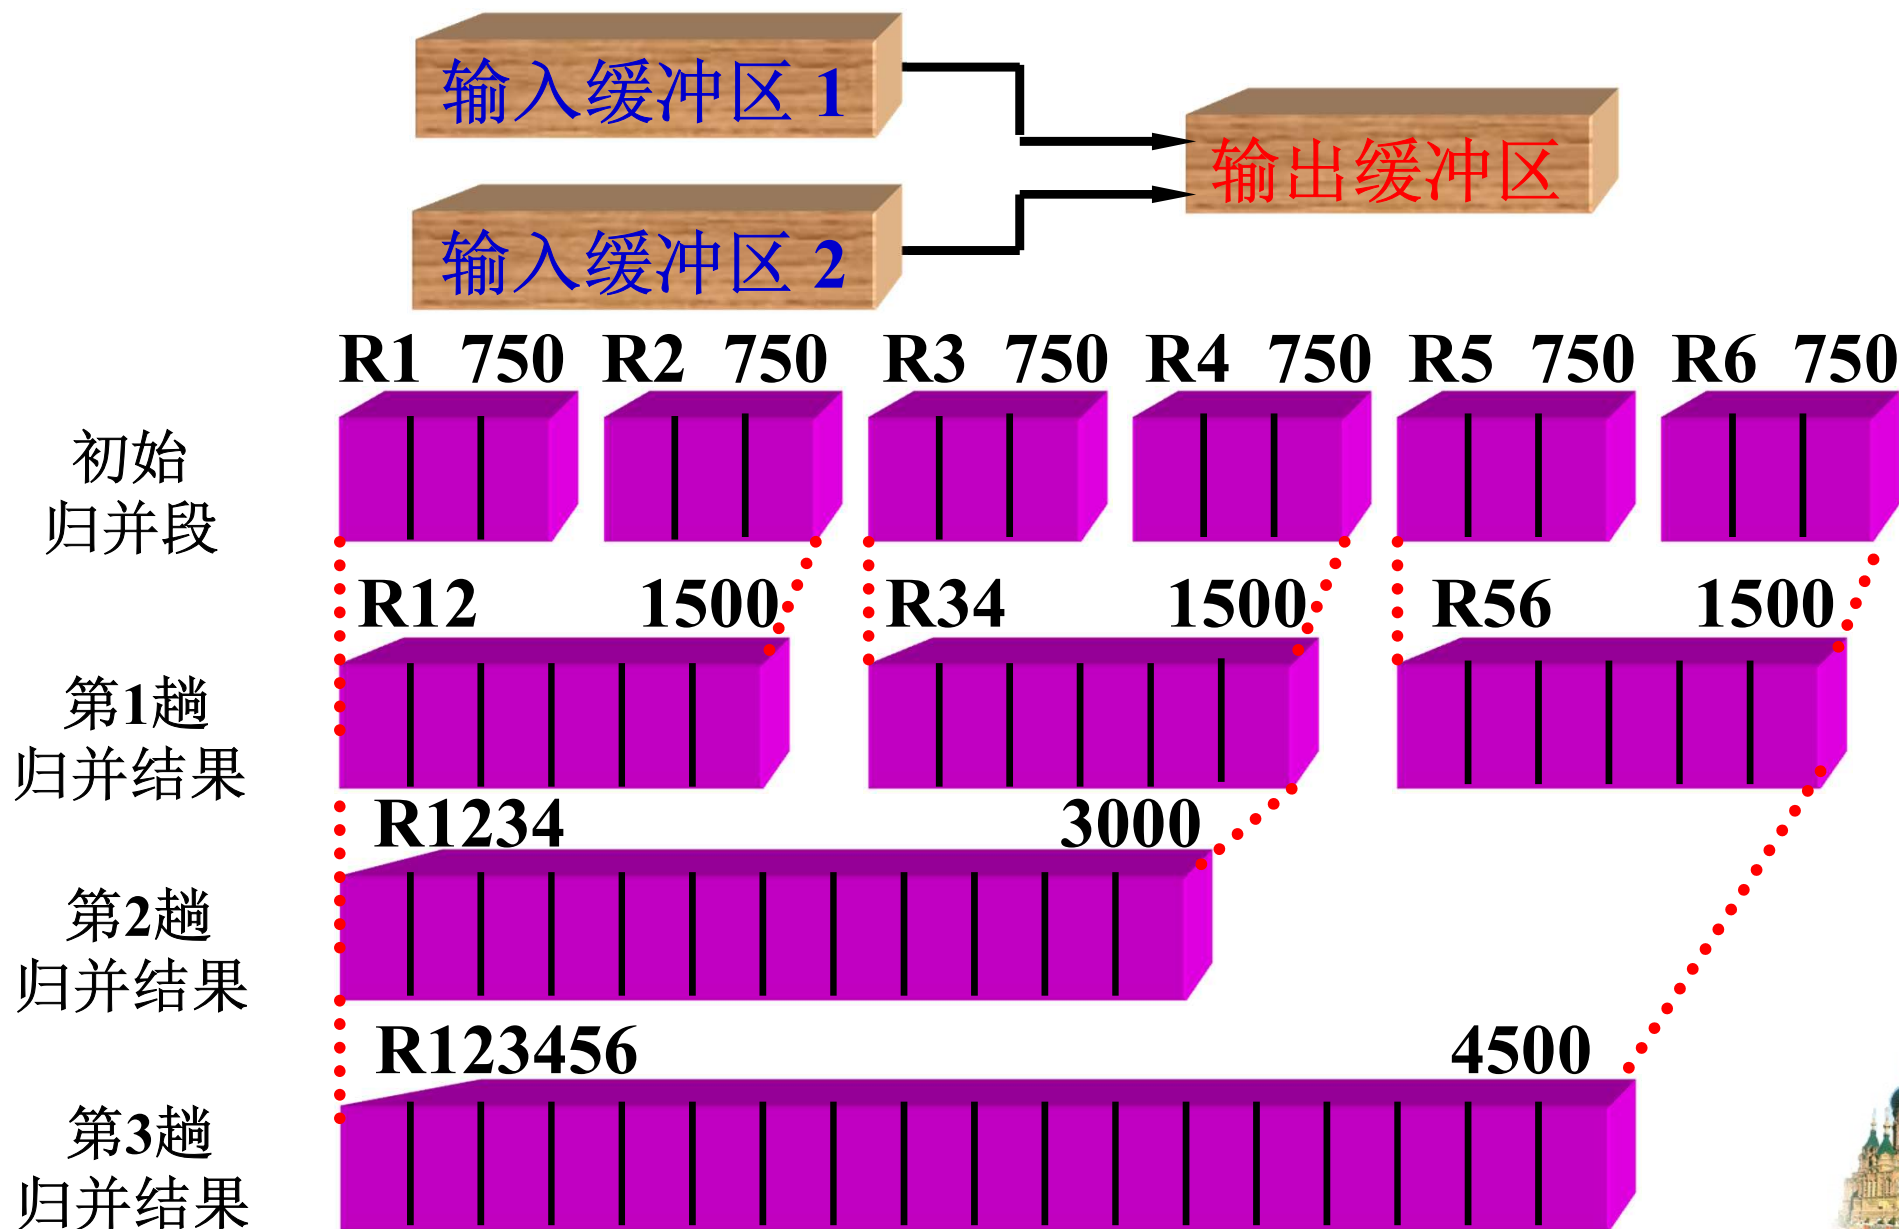 输入缓冲区 1
输出缓冲区
输入缓冲区 2
R1 750 R2 750 R3 750 R4 750 R5 750 R6 750
初始
归并段
R12 1500 R34 1500 R56 1500
第1趟
归并结果
R1234 3000
第2趟
归并结果
R123456 4500
第3趟
归并结果